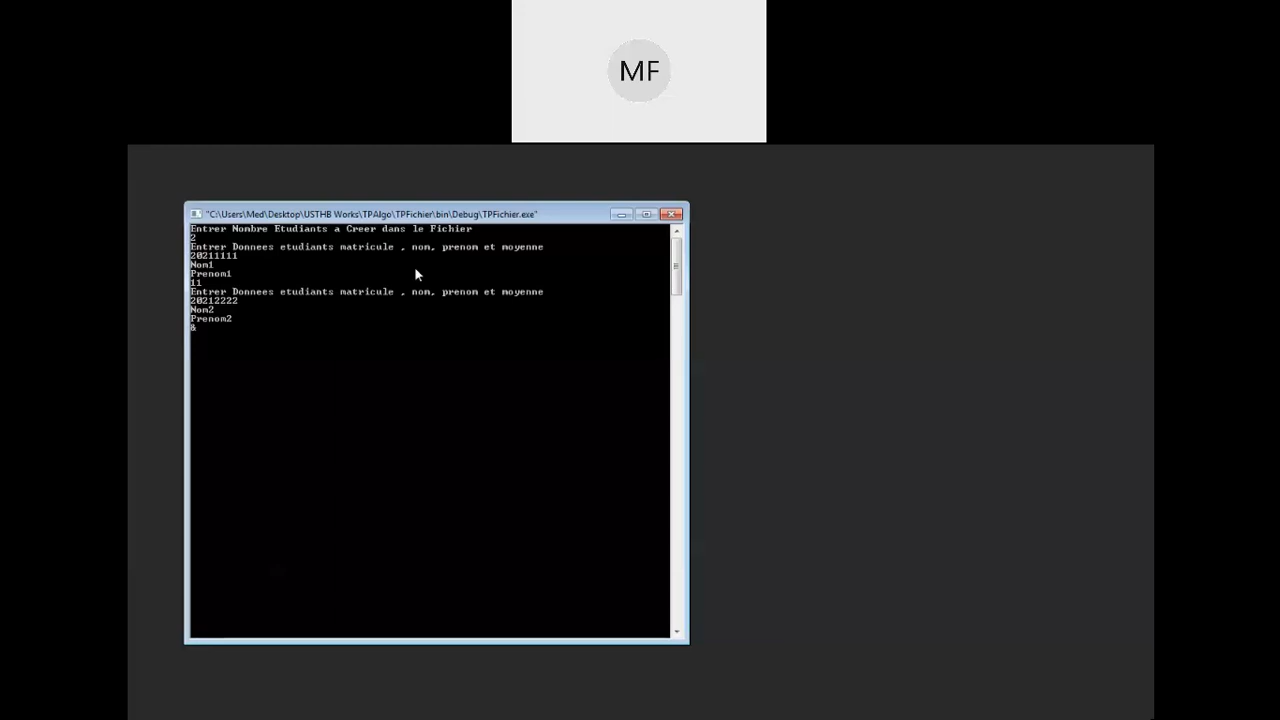 MF
"C:\Users\Med\Desktop\USTHB Works\TPAlgo\TPFichier\bin\Debug\TPFichier.exe"
Entrer Nombre Etudiants a Creer dans le Fichier
2
Entrer Donnees etudiants matricule , nom, prenom et moyenne
20211111
Nom1
Prenom1
11
Entrer Donnees etudiants matricule , nom, prenom et moyenne
20212222
Nom2
Prenom2
&